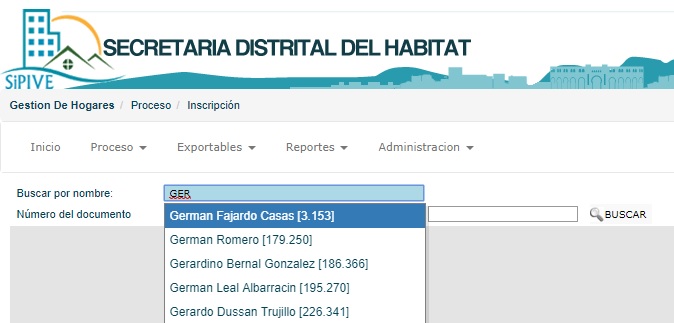 SECRETARIA DISTRITAL DEL HABITAT
SiPIVE
Gestion De Hogares / Proceso / Inscripción
Inicio Proceso Exportables Reportes Administracion
Buscar por nombre: GER
Número del documento BUSCAR
German Fajardo Casas [3.153]
German Romero [179.250]
Gerardino Bernal Gonzalez [186.366]
German Leal Albarracin [195.270]
Gerardo Dussan Trujillo [226.341]